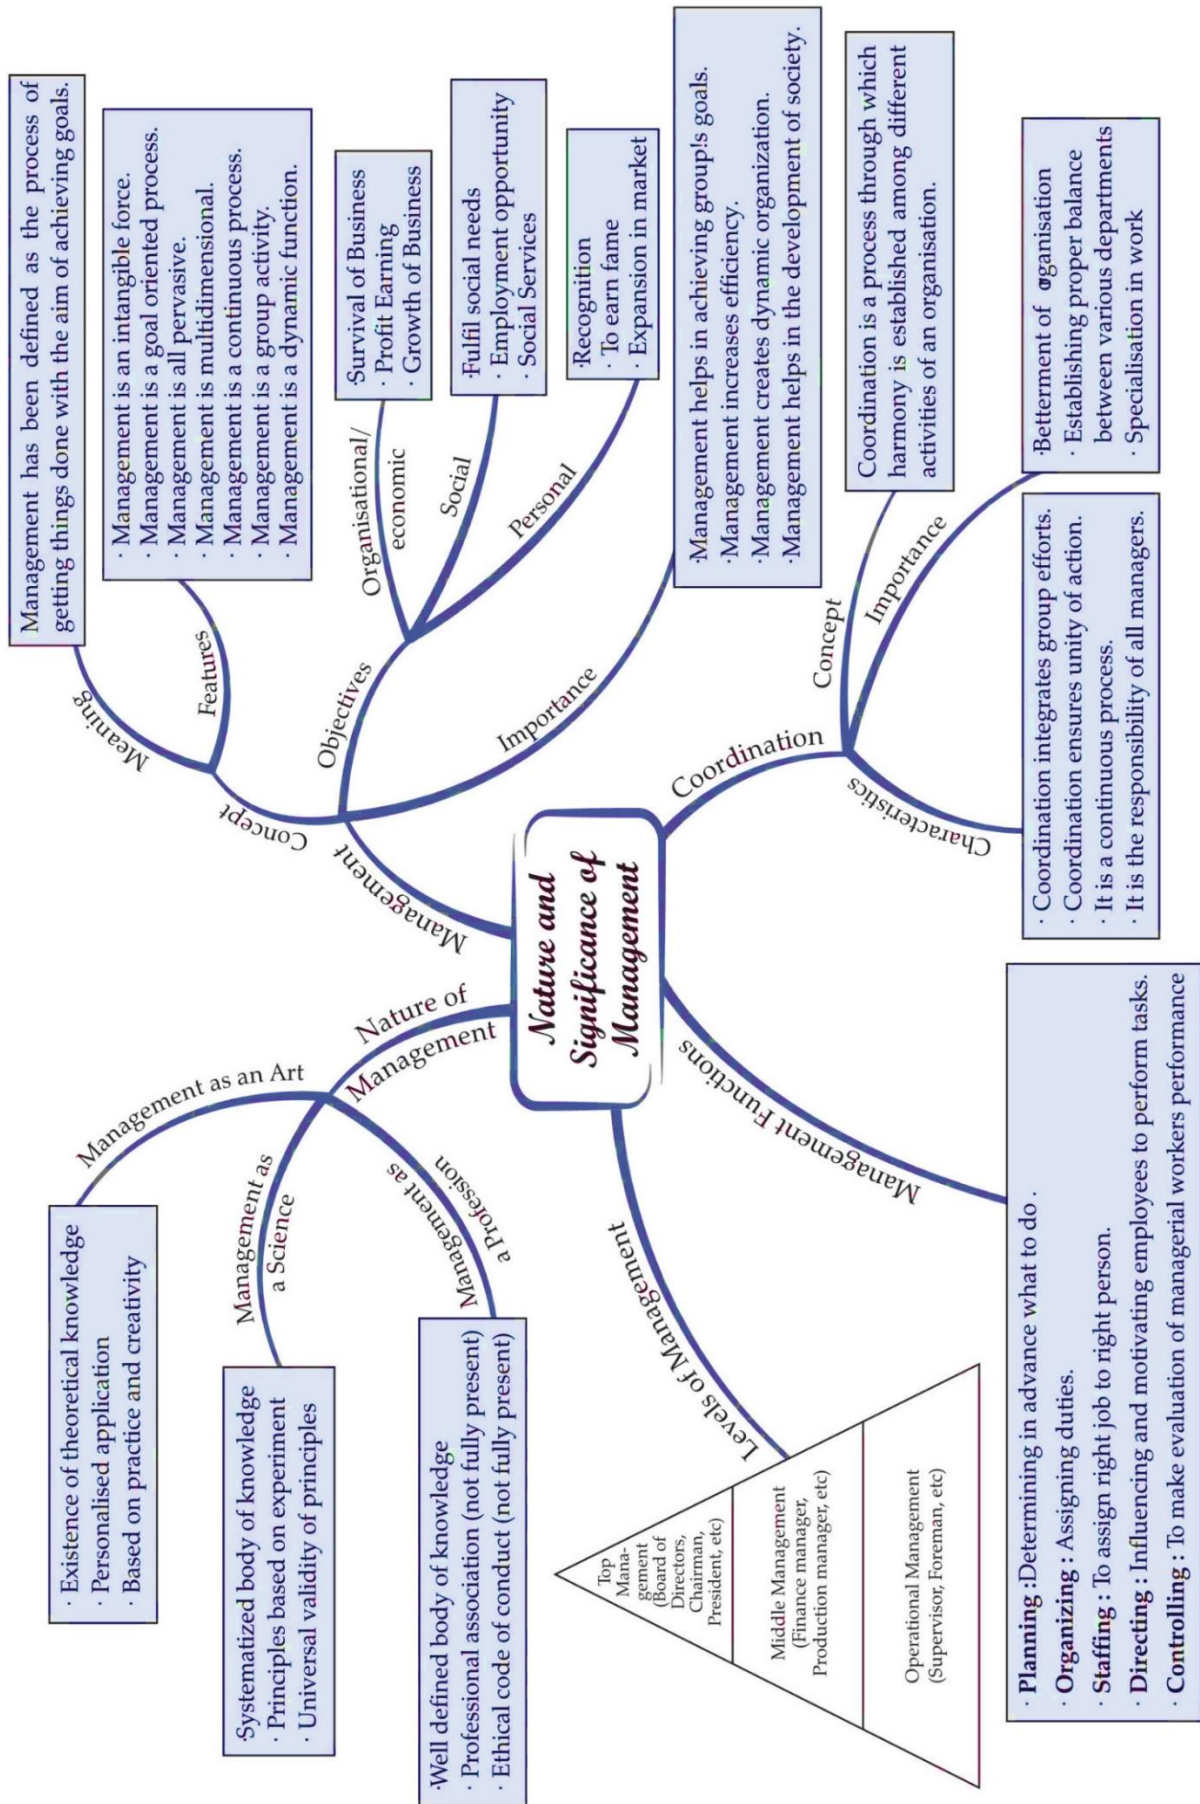 Nature and
Significance of
Management
Management
Concept
Meaning
Management has been defined as the process of
getting things done with the aim of achieving goals.
Features
· Management is an intangible force.
· Management is a goal oriented process.
· Management is all pervasive.
· Management is multidimensional.
· Management is a continuous process.
· Management is a group activity.
· Management is a dynamic function.
Objectives
Organisational/
economic
·Survival of Business
· Profit Earning
· Growth of Business
Social
·Fulfil social needs
· Employment opportunity
· Social Services
Personal
·Recognition
· To earn fame
· Expansion in market
Importance
·Management helps in achieving group!s goals.
·Management increases efficiency.
·Management creates dynamic organization.
·Management helps in the development of society.
Coordination
Concept
Coordination is a process through which
harmony is established among different
activities of an organisation.
Importance
·Betterment of organisation
· Establishing proper balance
between various departments
· Specialisation in work
Characteristics
· Coordination integrates group efforts.
· Coordination ensures unity of action.
· It is a continuous process.
· It is the responsibility of all managers.
Management Functions
· Planning :Determining in advance what to do .
· Organizing : Assigning duties.
· Staffing : To assign right job to right person.
· Directing : Influencing and motivating employees to perform tasks.
· Controlling : To make evaluation of managerial workers performance
Levels of Management
Top
Mana-
gement
(Board of
Directors,
Chairman,
President, etc)
Middle Management
(Finance manager,
Production manager, etc)
Operational Management
(Supervisor, Foreman, etc)
Nature of
Management
Management as an Art
· Existence of theoretical knowledge
· Personalised application
· Based on practice and creativity
Management as
a Science
·Systematized body of knowledge
· Principles based on experiment
· Universal validity of principles
Management as
a Profession
·Well defined body of knowledge
· Professional association (not fully present)
· Ethical code of conduct (not fully present)